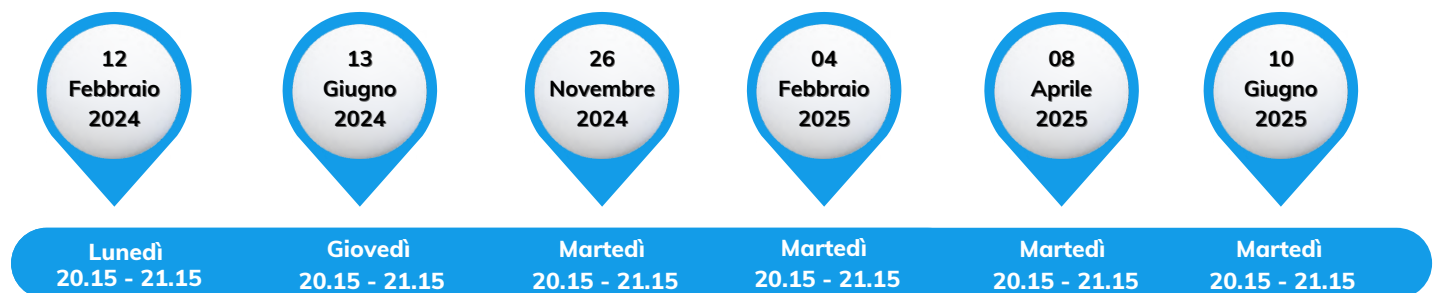 12
Febbraio
2024
13
Giugno
2024
26
Novembre
2024
04
Febbraio
2025
08
Aprile
2025
10
Giugno
2025
Lunedì
20.15 - 21.15
Giovedì
20.15 - 21.15
Martedì
20.15 - 21.15
Martedì
20.15 - 21.15
Martedì
20.15 - 21.15
Martedì
20.15 - 21.15